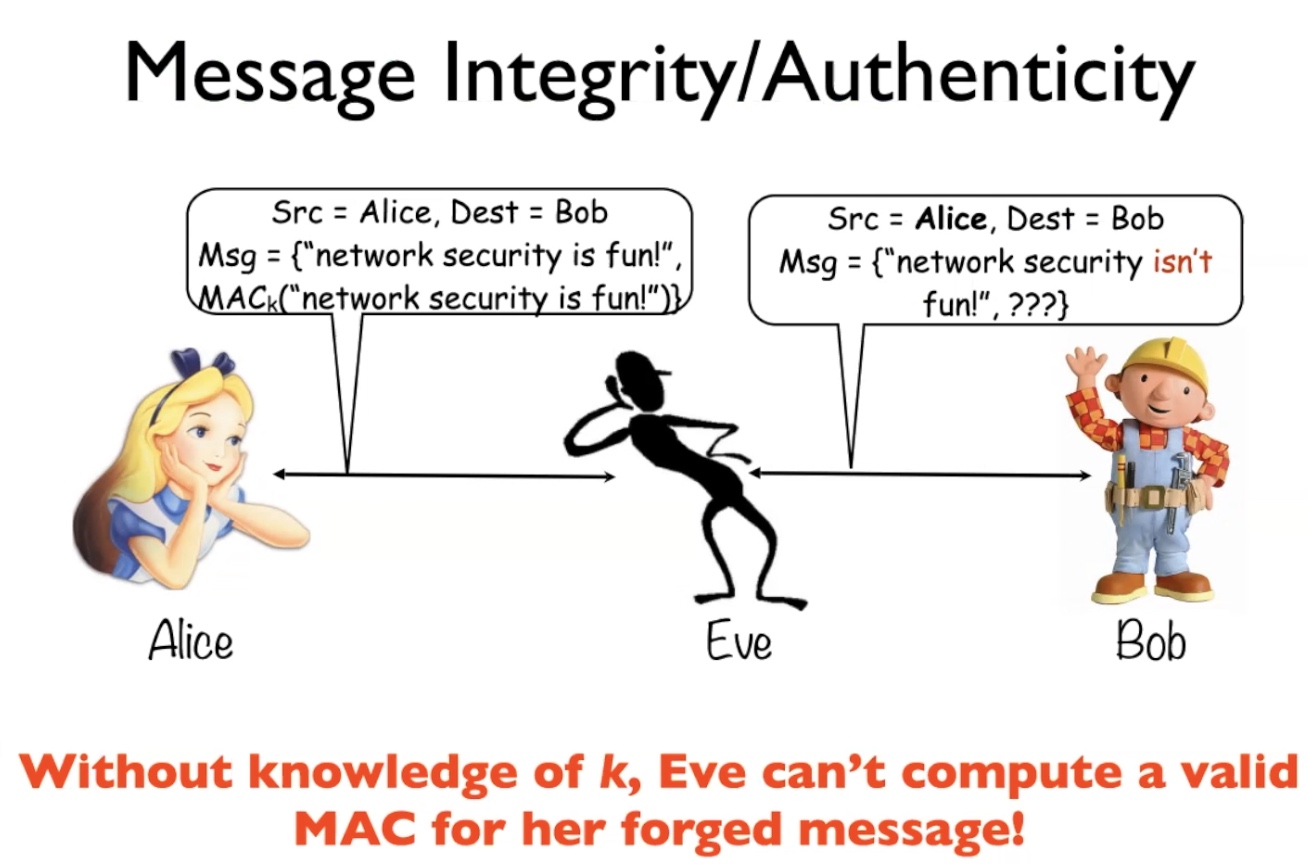 Message Integrity/Authenticity
Src = Alice, Dest = Bob
Msg = {“network security is fun!”,
MACk(“network security is fun!”)}
Src = Alice, Dest = Bob
Msg = {“network security isn’t
fun!”, ???}
Alice
Eve
Bob
Without knowledge of k, Eve can’t compute a valid
MAC for her forged message!